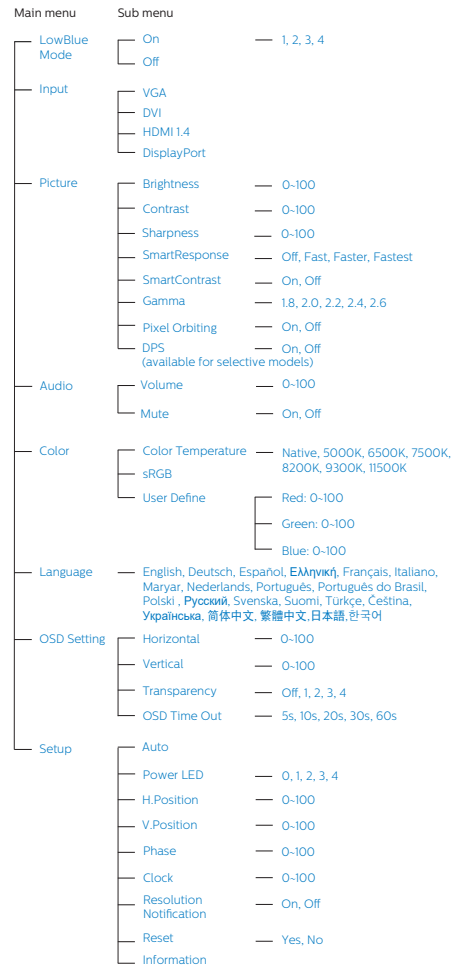 Main menu Sub menu
LowBlue Mode On 1, 2, 3, 4
Off
Input VGA
DVI
HDMI 1.4
DisplayPort
Picture Brightness 0~100
Contrast 0~100
Sharpness 0~100
SmartResponse Off, Fast, Faster, Fastest
SmartContrast On, Off
Gamma 1.8, 2.0, 2.2, 2.4, 2.6
Pixel Orbiting On, Off
DPS On, Off
(available for selective models)
Audio Volume 0~100
Mute On, Off
Color Color Temperature Native, 5000K, 6500K, 7500K,
8200K, 9300K, 11500K
sRGB
User Define Red: 0~100
Green: 0~100
Blue: 0~100
Language English, Deutsch, Español, Ελληνική, Français, Italiano,
Maryar, Nederlands, Português, Português do Brasil,
Polski , Русский, Svenska, Suomi, Türkçe, Čeština,
Українська, 简体中文, 繁體中文,日本語,한국어
OSD Setting Horizontal 0~100
Vertical 0~100
Transparency Off, 1, 2, 3, 4
OSD Time Out 5s, 10s, 20s, 30s, 60s
Setup Auto
Power LED 0, 1, 2, 3, 4
H.Position 0~100
V.Position 0~100
Phase 0~100
Clock 0~100
Resolution Notification On, Off
Reset Yes, No
Information